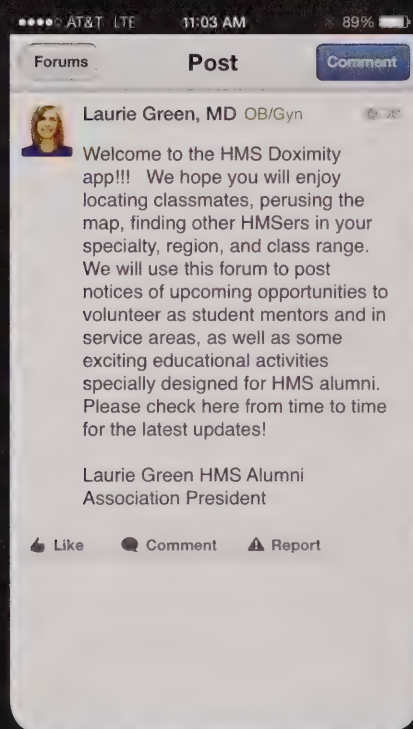 AT&T LTE 11:03 AM 89%
Forums Post Comment
Laurie Green, MD OB/Gyn
Welcome to the HMS Doximity
app!!! We hope you will enjoy
locating classmates, perusing the
map, finding other HMSers in your
specialty, region, and class range.
We will use this forum to post
notices of upcoming opportunities to
volunteer as student mentors and in
service areas, as well as some
exciting educational activities
specially designed for HMS alumni.
Please check here from time to time
for the latest updates!
Laurie Green HMS Alumni
Association President
Like Comment Report